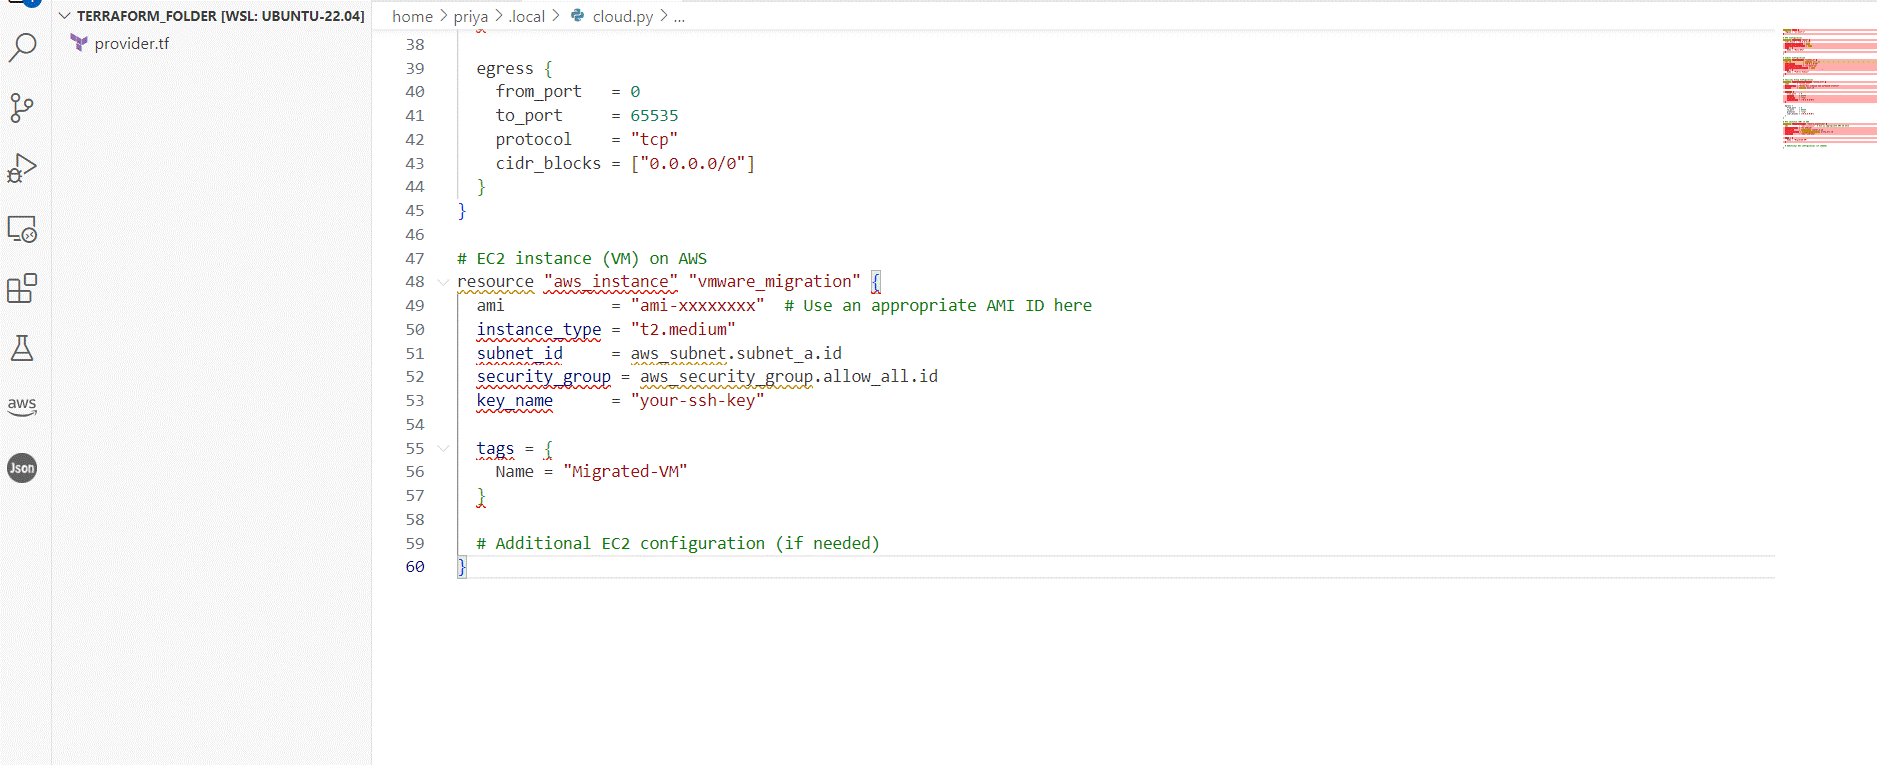 TERRAFORM_FOLDER [WSL: UBUNTU-22.04]
provider.tf
aws
Json
home > priya > .local > cloud.py > ...
38
39 egress {
40 from_port = 0
41 to_port = 65535
42 protocol = "tcp"
43 cidr_blocks = ["0.0.0.0/0"]
44 }
45 }
46
47 # EC2 instance (VM) on AWS
48 resource "aws_instance" "vmware_migration" {
49 ami = "ami-xxxxxxxx" # Use an appropriate AMI ID here
50 instance_type = "t2.medium"
51 subnet_id = aws_subnet.subnet_a.id
52 security_group = aws_security_group.allow_all.id
53 key_name = "your-ssh-key"
54
55 tags = {
56 Name = "Migrated-VM"
57 }
58
59 # Additional EC2 configuration (if needed)
60 }